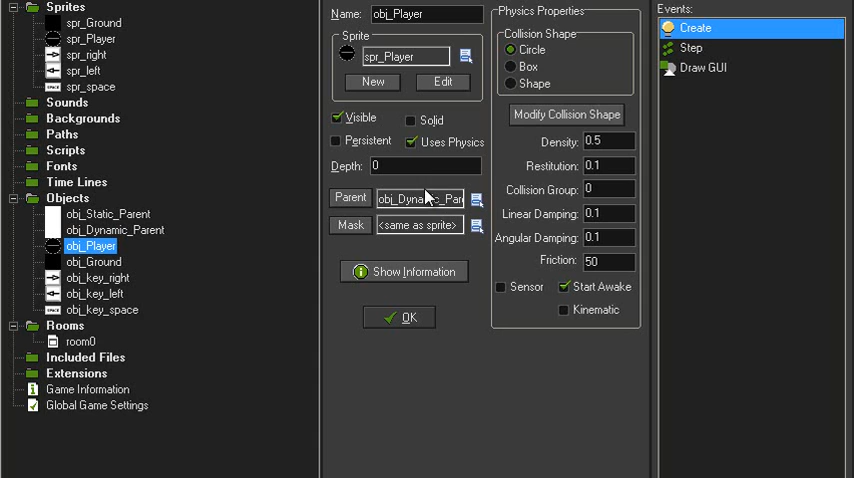 Sprites
spr_Ground
spr_Player
spr_right
spr_left
SPACE spr_space
Sounds
Backgrounds
Paths
Scripts
Fonts
Time Lines
Objects
obj_Static_Parent
obj_Dynamic_Parent
obj_Player
obj_Ground
obj_key_right
obj_key_left
SPACE obj_key_space
Rooms
room0
Included Files
Extensions
Game Information
Global Game Settings
Name: obj_Player
Sprite
spr_Player
New Edit
Visible Solid
Persistent Uses Physics
Depth: 0
Parent obj_Dynamic_Par
Mask <same as sprite>
Show Information
OK
Physics Properties
Collision Shape
Circle
Box
Shape
Modify Collision Shape
Density: 0.5
Restitution: 0.1
Collision Group: 0
Linear Damping: 0.1
Angular Damping: 0.1
Friction: 50
Sensor Start Awake
Kinematic
Events:
Create
Step
Draw GUI